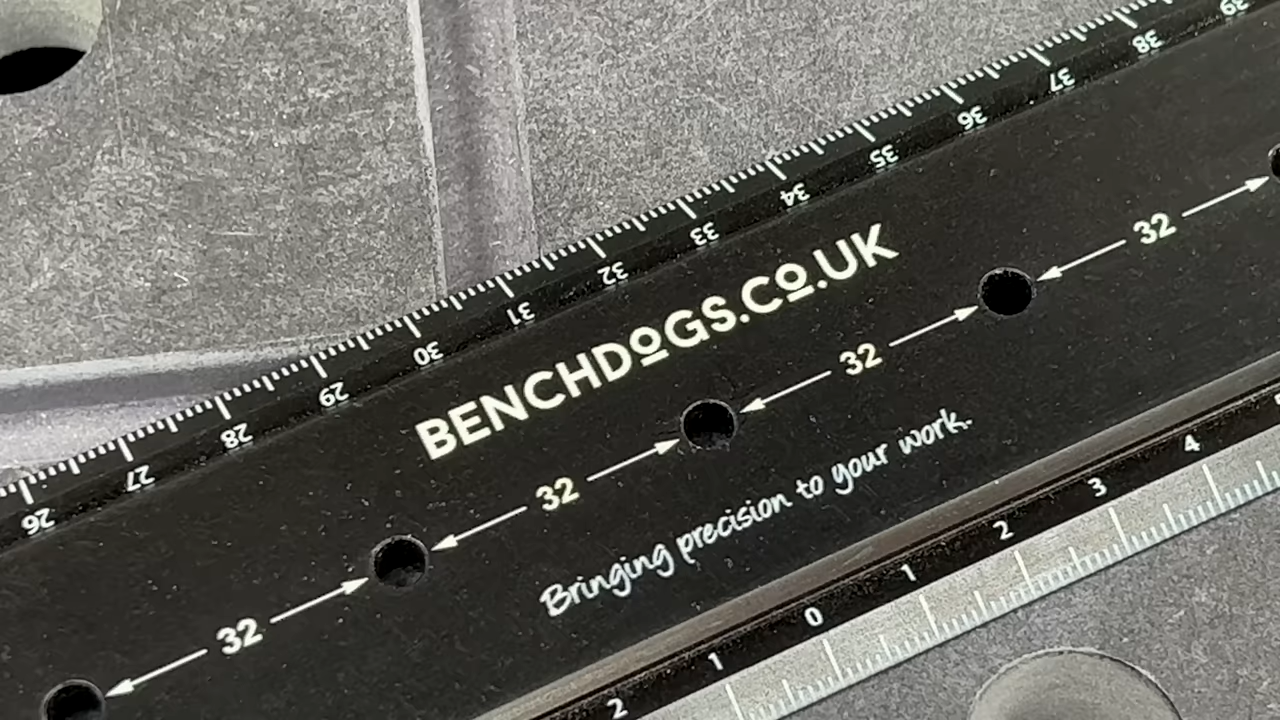 26 27 28 29 30 31 32 33 34 35 36 37 38 39
BENCHDOGS.CO.UK
32 32 32 32
Bringing precision to your work.
2 1 0 1 2 3 4